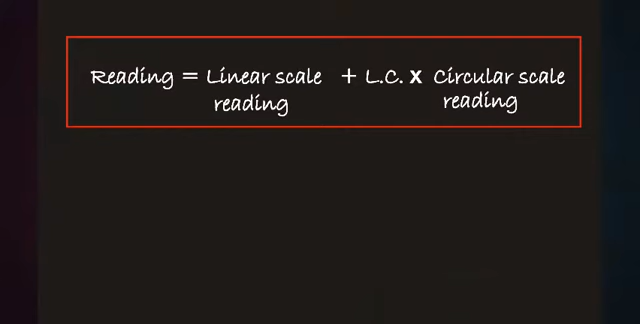 Reading = Linear scale + L.C. x Circular scale
reading reading